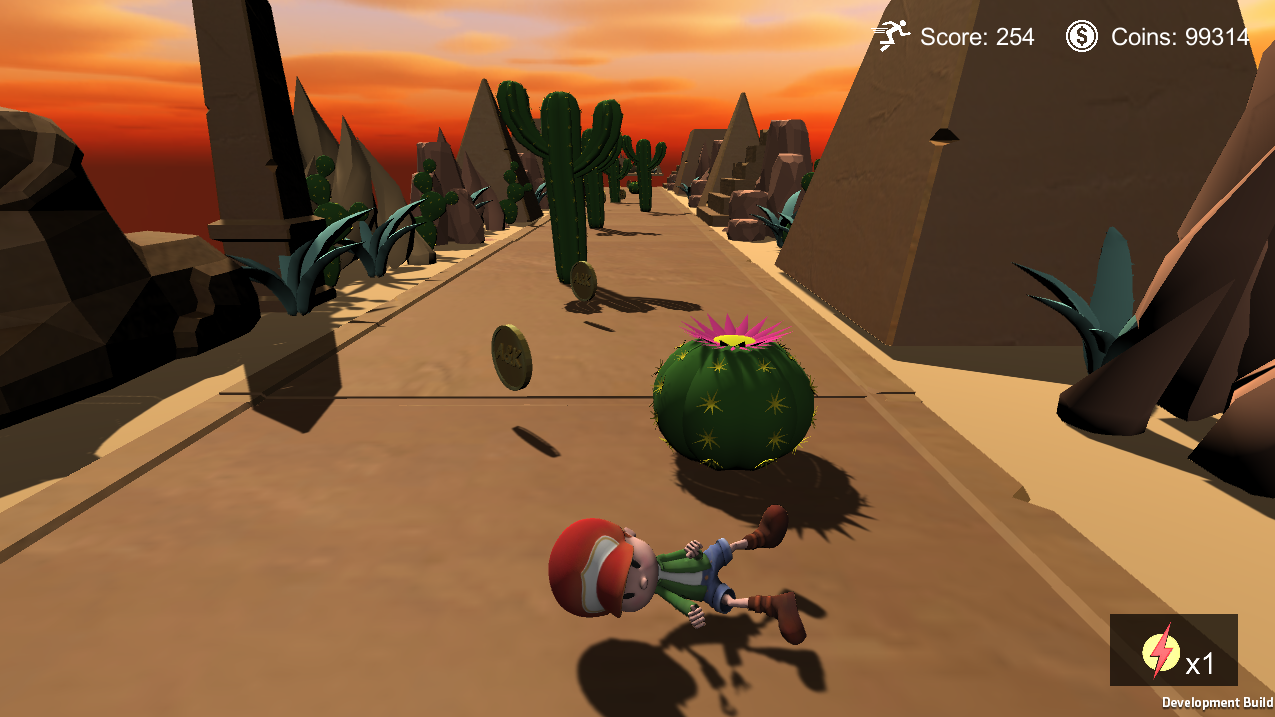 Score: 254
Coins: 99314
x1
Development Build